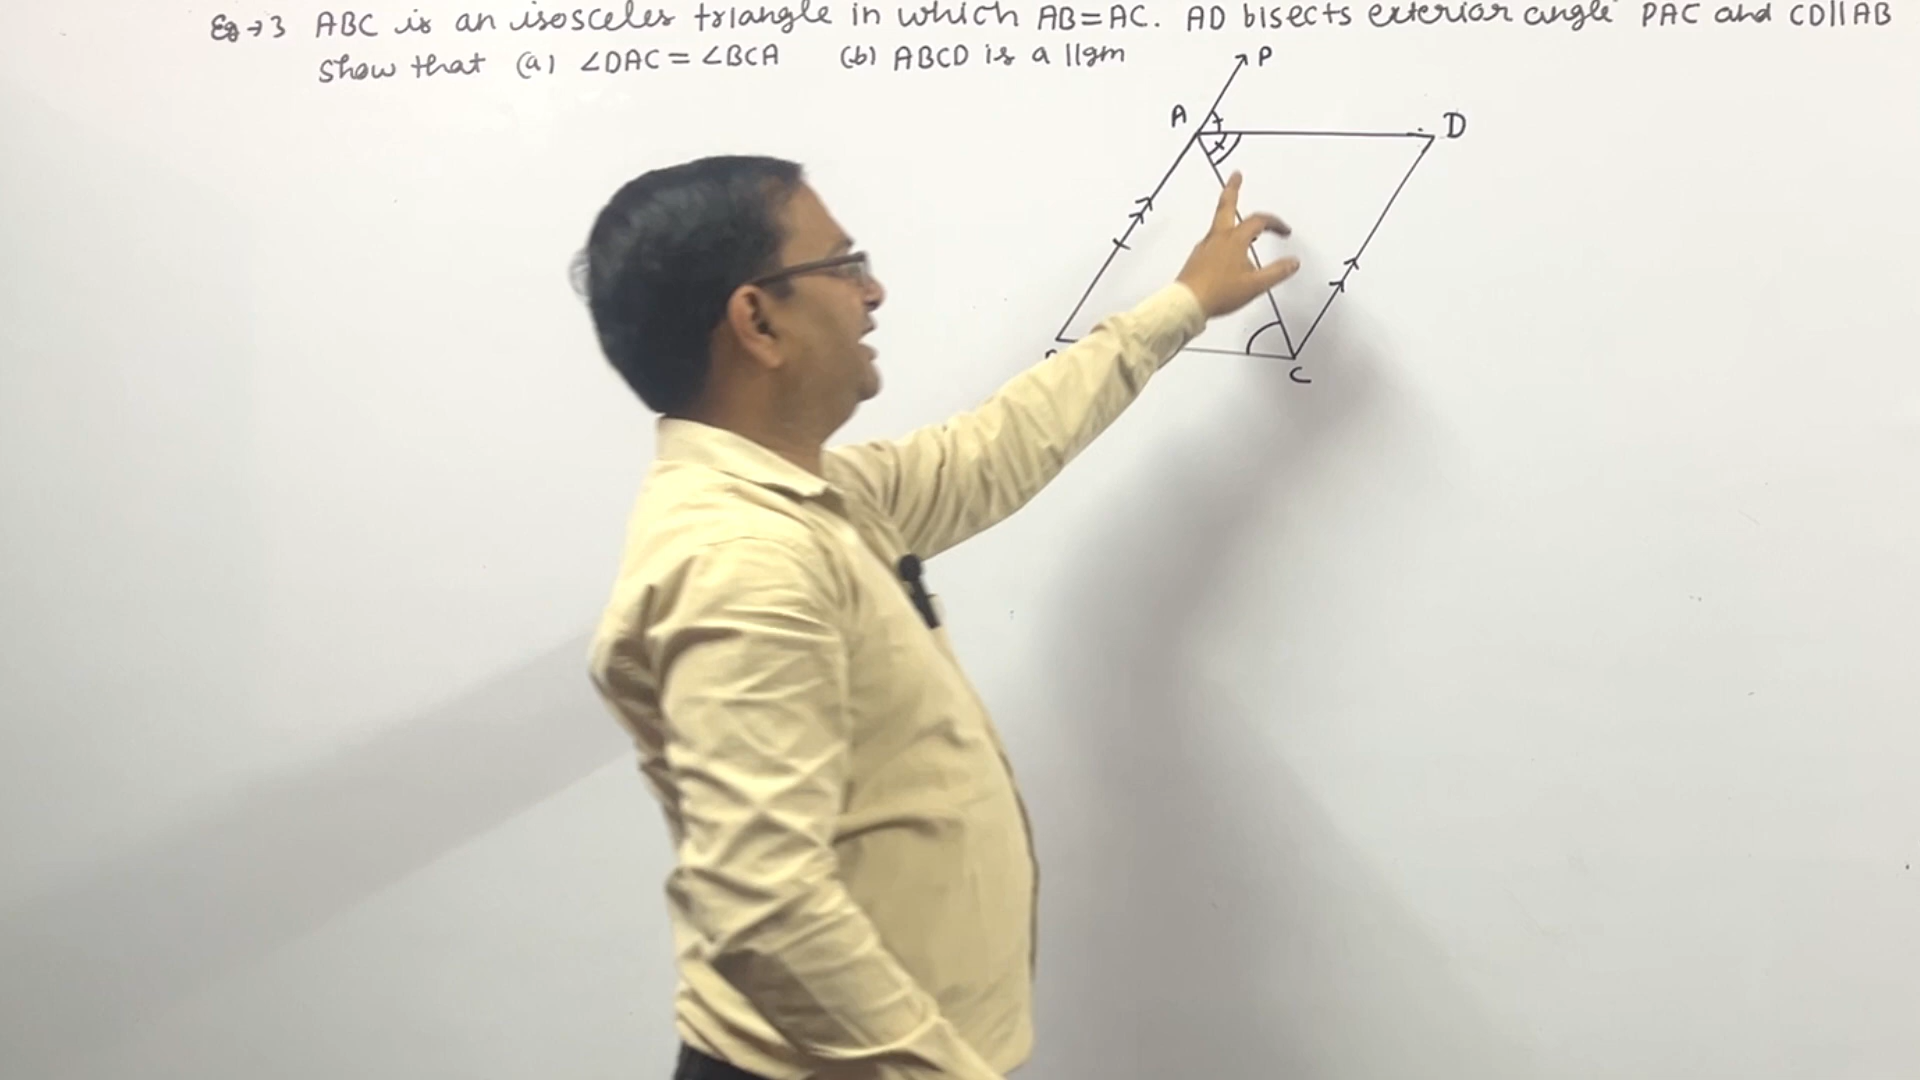 Eg → 3 ABC is an isosceles triangle in which AB=AC. AD bisects exterior angle PAC and CD||AB
show that (a) ∠DAC = ∠BCA (b) ABCD is a ||gm
P
A
D
C